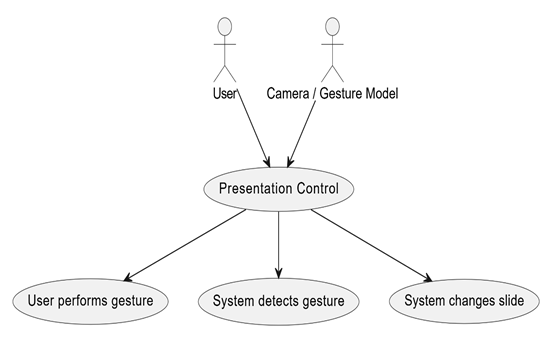 User
Camera / Gesture Model
Presentation Control
User performs gesture
System detects gesture
System changes slide